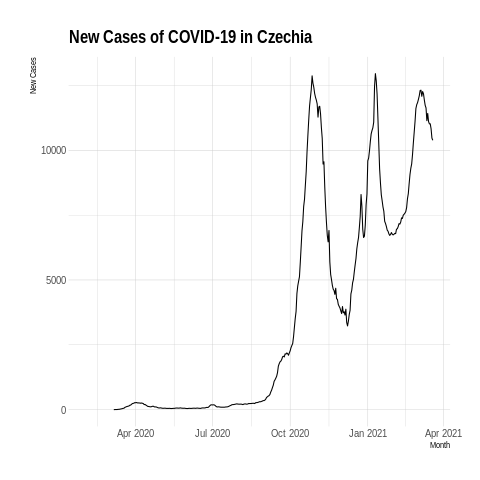 New Cases of COVID-19 in Czechia
New Cases
10000
5000
0
Apr 2020
Jul 2020
Oct 2020
Jan 2021
Apr 2021
Month